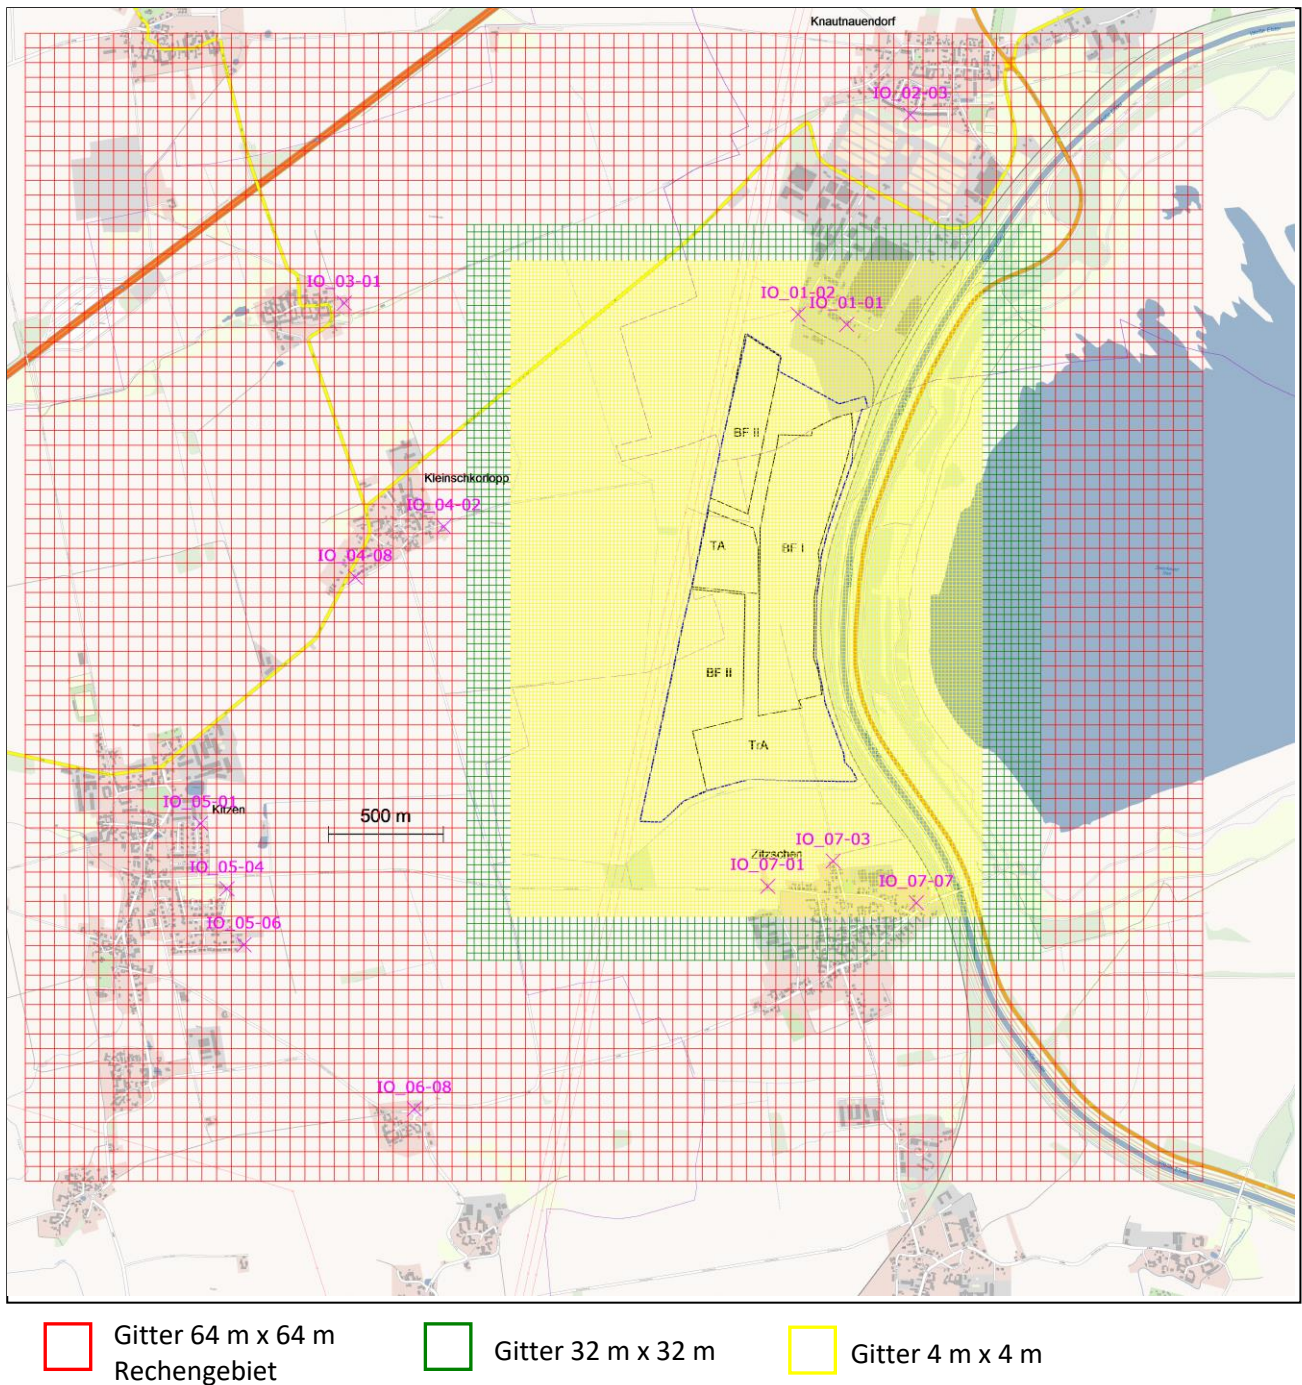 Knautnauendorf
IO_02-03
IO_03-01
IO_01-02
IO_01-01
BF II
Kleinschkorlopp
IO_04-02
TA
BF I
IO_04-08
BF II
TrA
IO_05-01
Kitzen
500 m
IO_07-03
Zitzschen
IO_05-04
IO_07-01
IO_07-07
IO_05-06
IO_06-08
Gitter 64 m x 64 m
Rechengebiet
Gitter 32 m x 32 m
Gitter 4 m x 4 m